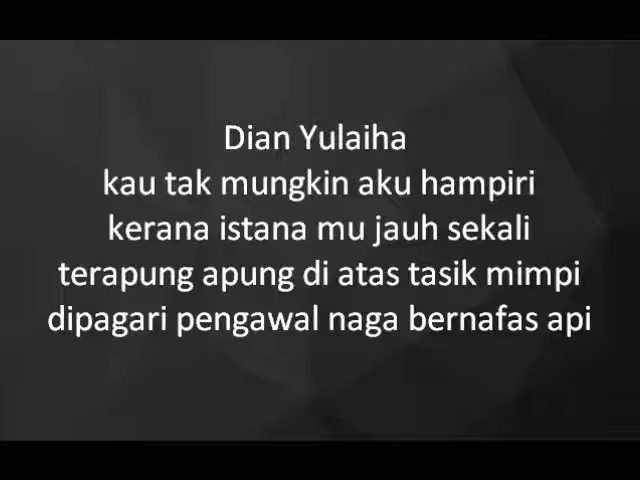 Dian Yulaiha
kau tak mungkin aku hampiri
kerana istana mu jauh sekali
terapung apung di atas tasik mimpi
dipagari pengawal naga bernafas api